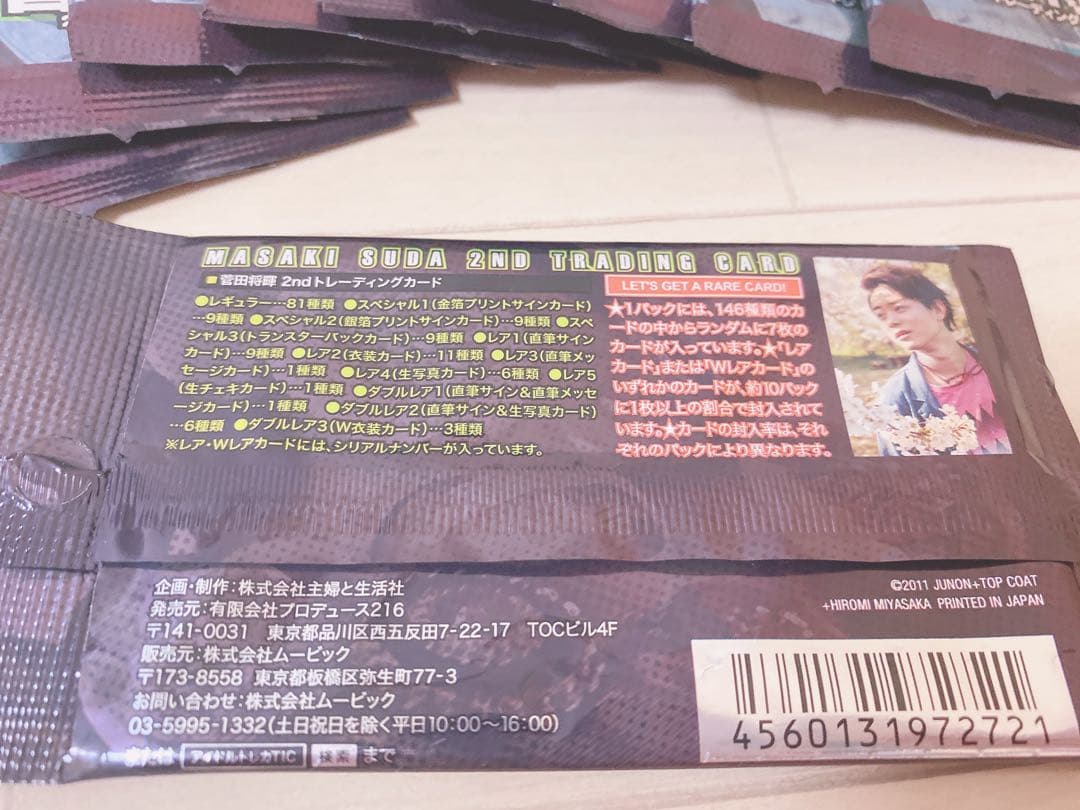 MASAKI SUDA 2ND TRADING CARD
■菅田将暉 2ndトレーディングカード
●レギュラー…81種類 ●スペシャル1(金箔プリントサインカード)
…9種類 ●スペシャル2(銀箔プリントサインカード)…9種類 ●スペ
シャル3(トランスターパックカード)…9種類 ●レア1(直筆サイン
カード)…9種類 ●レア2(衣装カード)…11種類 ●レア3(直筆メッ
セージカード)…1種類 ●レア4(生写真カード)…6種類 ●レア5
(生チェキカード)…1種類 ●ダブルレア1(直筆サイン&直筆メッセ
ージカード)…1種類 ●ダブルレア2(直筆サイン&生写真カード)
…6種類 ●ダブルレア3(W衣装カード)…3種類
※レア・Wレアカードには、シリアルナンバーが入っています。
LET'S GET A RARE CARD!
★1パックには、146種類のカ
ードの中からランダムに7枚の
カードが入っています。★「レア
カード」または「Wレアカード」の
いずれかのカードが、約10パック
に1枚以上の割合で封入されて
います。★カードの封入率は、それ
ぞれのパックにより異なります。
企画・制作:株式会社主婦と生活社
発売元:有限会社プロデュース216
〒141-0031 東京都品川区西五反田7-22-17 TOCビル4F
販売元:株式会社ムービック
〒173-8558 東京都板橋区弥生町77-3
お問い合わせ:株式会社ムービック
03-5995-1332(土日祝日を除く平日10:00〜16:00)
または アイドルトレカTIC 検索 まで
©2011 JUNON+TOP COAT
+HIROMI MIYASAKA PRINTED IN JAPAN
4560131972721